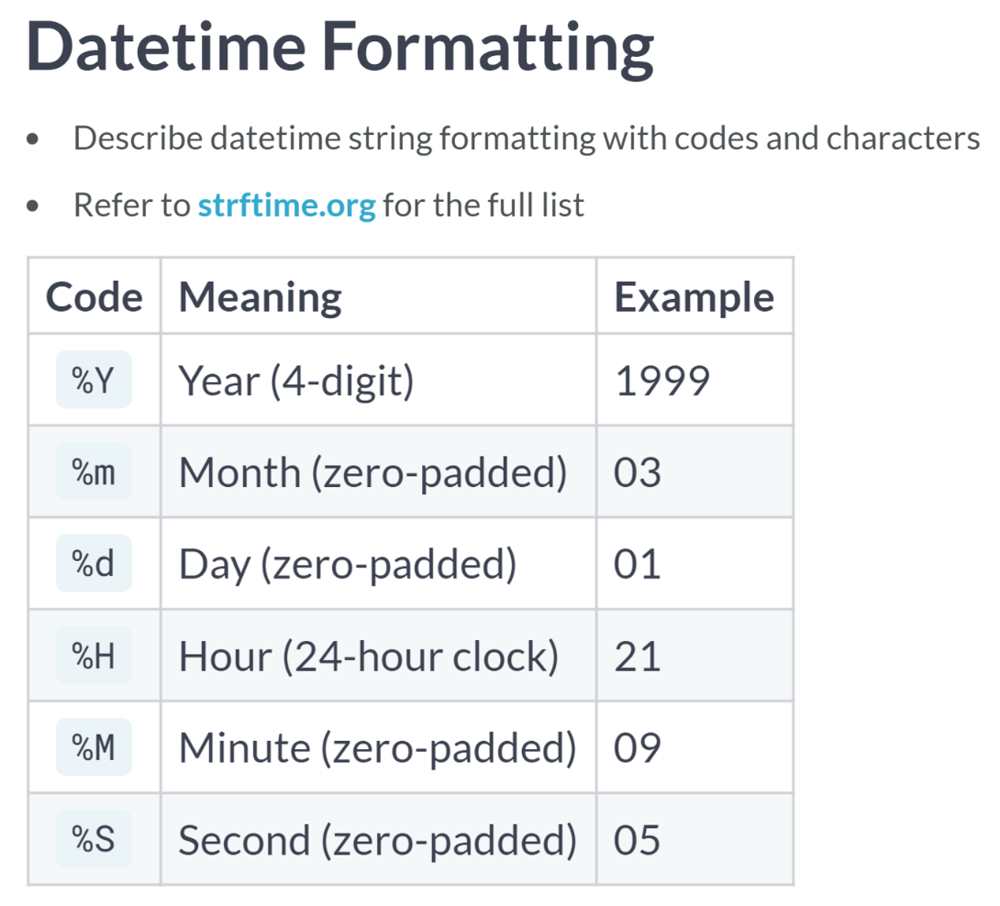 Datetime Formatting
• Describe datetime string formatting with codes and characters
• Refer to strftime.org for the full list
Code Meaning Example
%Y Year (4-digit) 1999
%m Month (zero-padded) 03
%d Day (zero-padded) 01
%H Hour (24-hour clock) 21
%M Minute (zero-padded) 09
%S Second (zero-padded) 05